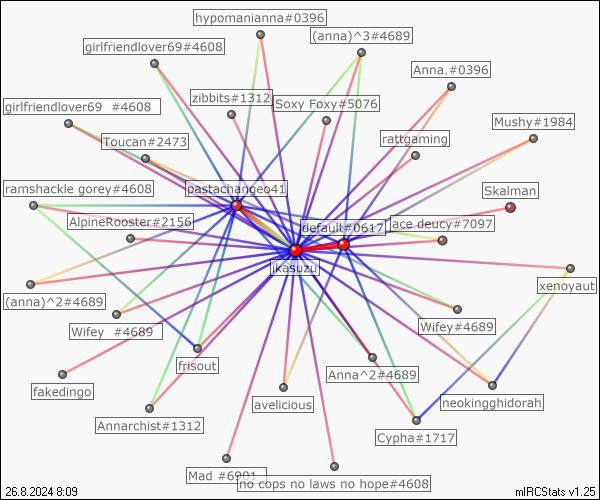 hypomanianna#0396
girlfriendlover69#4608
(anna)^3#4689
Anna.#0396
zibbits#1312
Soxy Foxy#5076
girlfriendlover69 #4608
Mushy#1984
Toucan#2473
rattgaming
ramshackle gorey#4608
pastachangeo41
Skalman
AlpineRooster#2156
default#0617
ace deucy#7097
ikasuzu
xenoyaut
(anna)^2#4689
Wifey #4689
Wifey#4689
frisout
Anna^2#4689
fakedingo
avelicious
neokingghidorah
Annarchist#1312
Cypha#1717
Mad #6901
no cops no laws no hope#4608
26.8.2024 8:09
mIRCStats v1.25